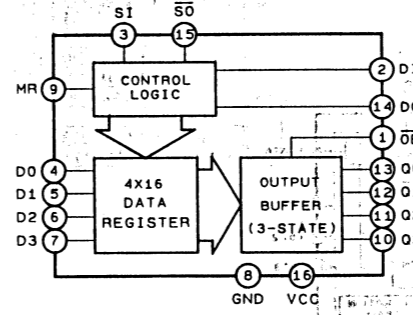 SI SO
3 15
2
MR 9 CONTROL LOGIC
14
1
D0 4 13
D1 5 4X16 DATA REGISTER OUTPUT BUFFER (3-STATE) 12
D2 6 11
D3 7 10
8 16
GND VCC